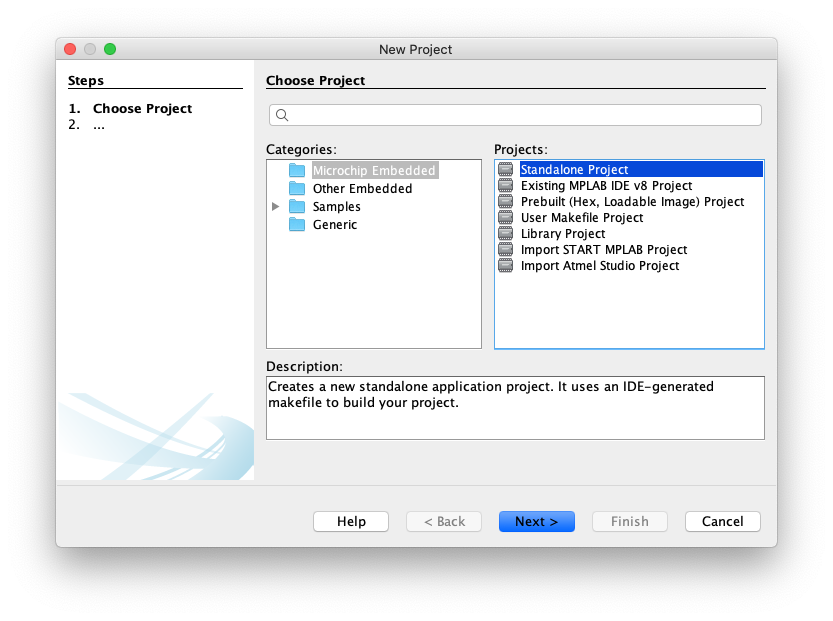 New Project
Steps
1. Choose Project
2. ...
Choose Project
Categories:
Microchip Embedded
Other Embedded
Samples
Generic
Projects:
Standalone Project
Existing MPLAB IDE v8 Project
Prebuilt (Hex, Loadable Image) Project
User Makefile Project
Library Project
Import START MPLAB Project
Import Atmel Studio Project
Description:
Creates a new standalone application project. It uses an IDE-generated
makefile to build your project.
Help
< Back
Next >
Finish
Cancel